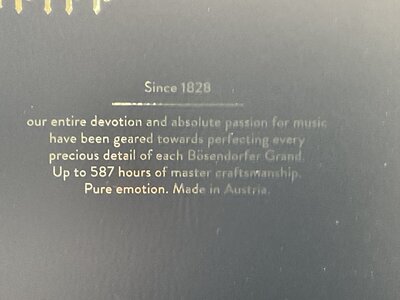 Since 1828
our entire devotion and absolute passion for music
have been geared towards perfecting every
precious detail of each Bösendorfer Grand.
Up to 587 hours of master craftsmanship.
Pure emotion. Made in Austria.